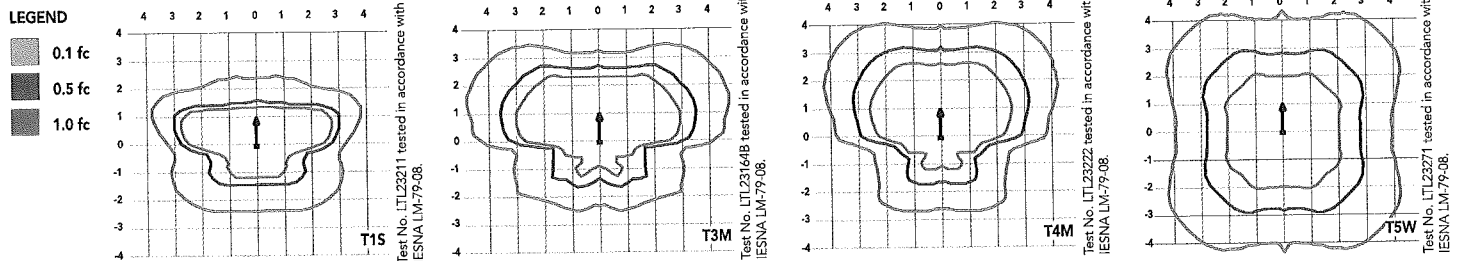 LEGEND
0.1 fc
0.5 fc
1.0 fc
4 3 2 1 0 1 2 3 4
4
3
2
1
0
-1
-2
-3
-4
T1S
Test No. LTL23211 tested in accordance with
IESNA LM-79-08.
4 3 2 1 0 1 2 3 4
4
3
2
1
0
-1
-2
-3
-4
T3M
Test No. LTL23164B tested in accordance wit
IESNA LM-79-08.
4 3 2 1 0 1 2 3 4
4
3
2
1
0
-1
-2
-3
-4
T4M
Test No. LTL23222 tested in accordance wit
IESNA LM-79-08.
4 3 2 1 0 1 2 3 4
4
3
2
1
0
-1
-2
-3
-4
T5W
Test No. LTL23271 tested in accordance wit
IESNA LM-79-08.